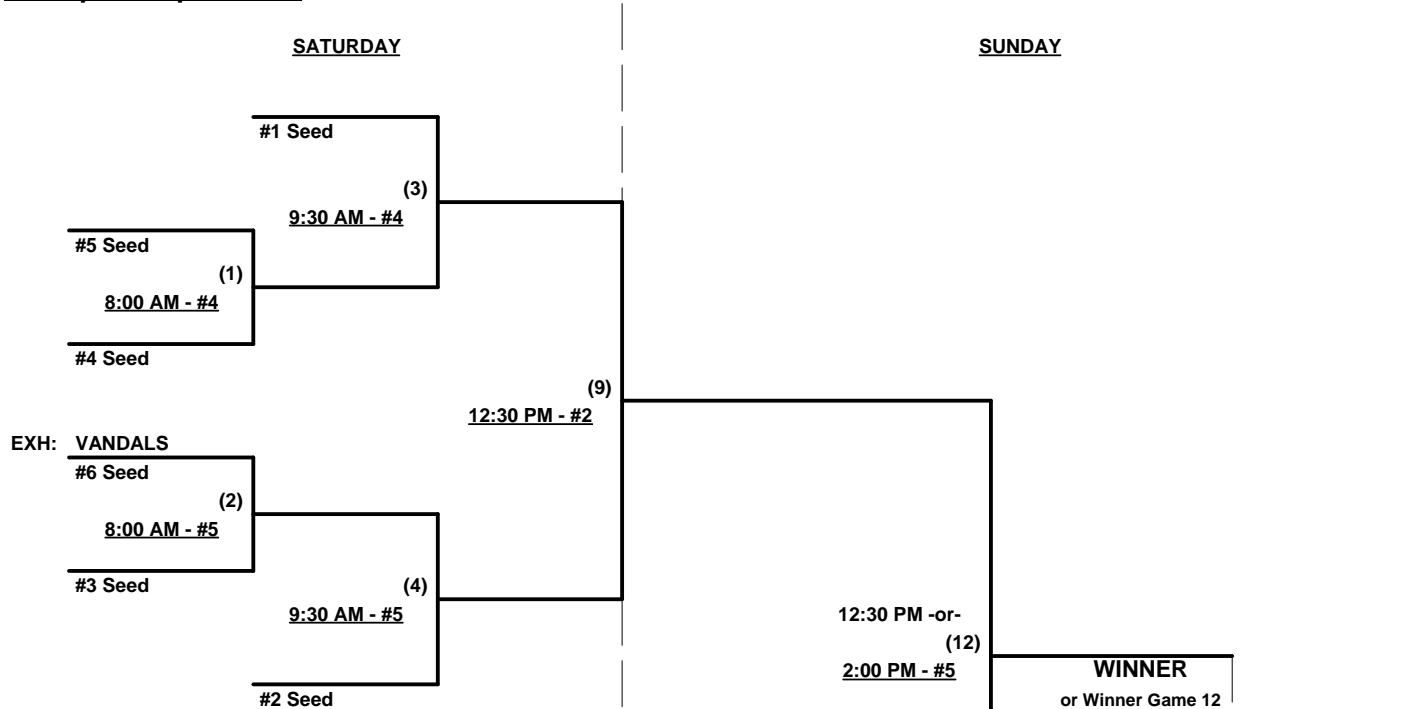 SATURDAY
SUNDAY
#1 Seed
(3)
9:30 AM - #4
#5 Seed
(1)
8:00 AM - #4
#4 Seed
(9)
12:30 PM - #2
EXH: VANDALS
#6 Seed
(2)
8:00 AM - #5
#3 Seed
(4)
9:30 AM - #5
12:30 PM -or-
(12)
2:00 PM - #5
WINNER
#2 Seed
or Winner Game 12